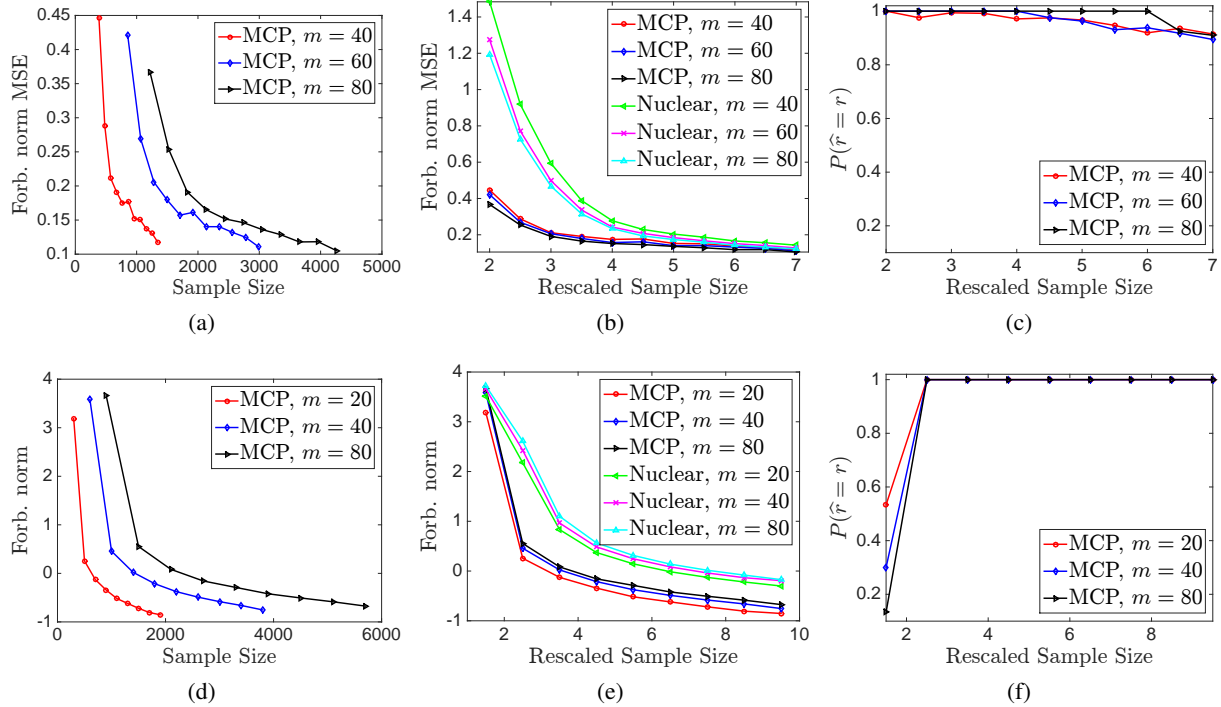 0.45
0.4
0.35
0.3
0.25
0.2
0.15
0.1
Forb. norm MSE
MCP, m = 40
MCP, m = 60
MCP, m = 80
0 1000 2000 3000 4000 5000
Sample Size
(a)
1.4
1.2
1
0.8
0.6
0.4
0.2
Forb. norm MSE
MCP, m = 40
MCP, m = 60
MCP, m = 80
Nuclear, m = 40
Nuclear, m = 60
Nuclear, m = 80
2 3 4 5 6 7
Rescaled Sample Size
(b)
1
0.8
0.6
0.4
0.2
P(r̂ = r)
MCP, m = 40
MCP, m = 60
MCP, m = 80
2 3 4 5 6 7
Rescaled Sample Size
(c)
4
3
2
1
0
-1
Forb. norm
MCP, m = 20
MCP, m = 40
MCP, m = 80
0 2000 4000 6000
Sample Size
(d)
4
3
2
1
0
-1
Forb. norm
MCP, m = 20
MCP, m = 40
MCP, m = 80
Nuclear, m = 20
Nuclear, m = 40
Nuclear, m = 80
2 4 6 8 10
Rescaled Sample Size
(e)
1
0.8
0.6
0.4
0.2
P(r̂ = r)
MCP, m = 20
MCP, m = 40
MCP, m = 80
2 4 6 8
Rescaled Sample Size
(f)